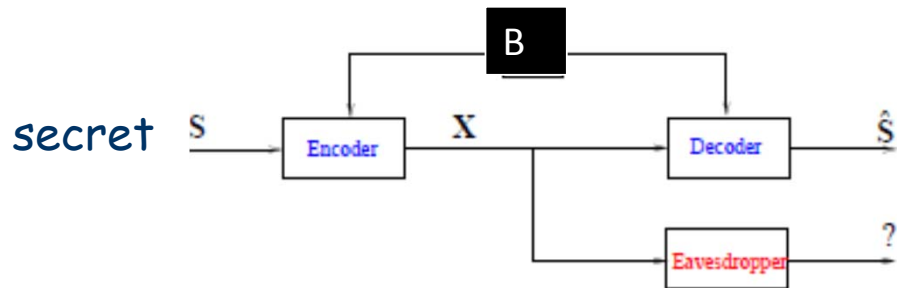 B
secret S
X
Ŝ
Encoder
Decoder
?
Eavesdropper